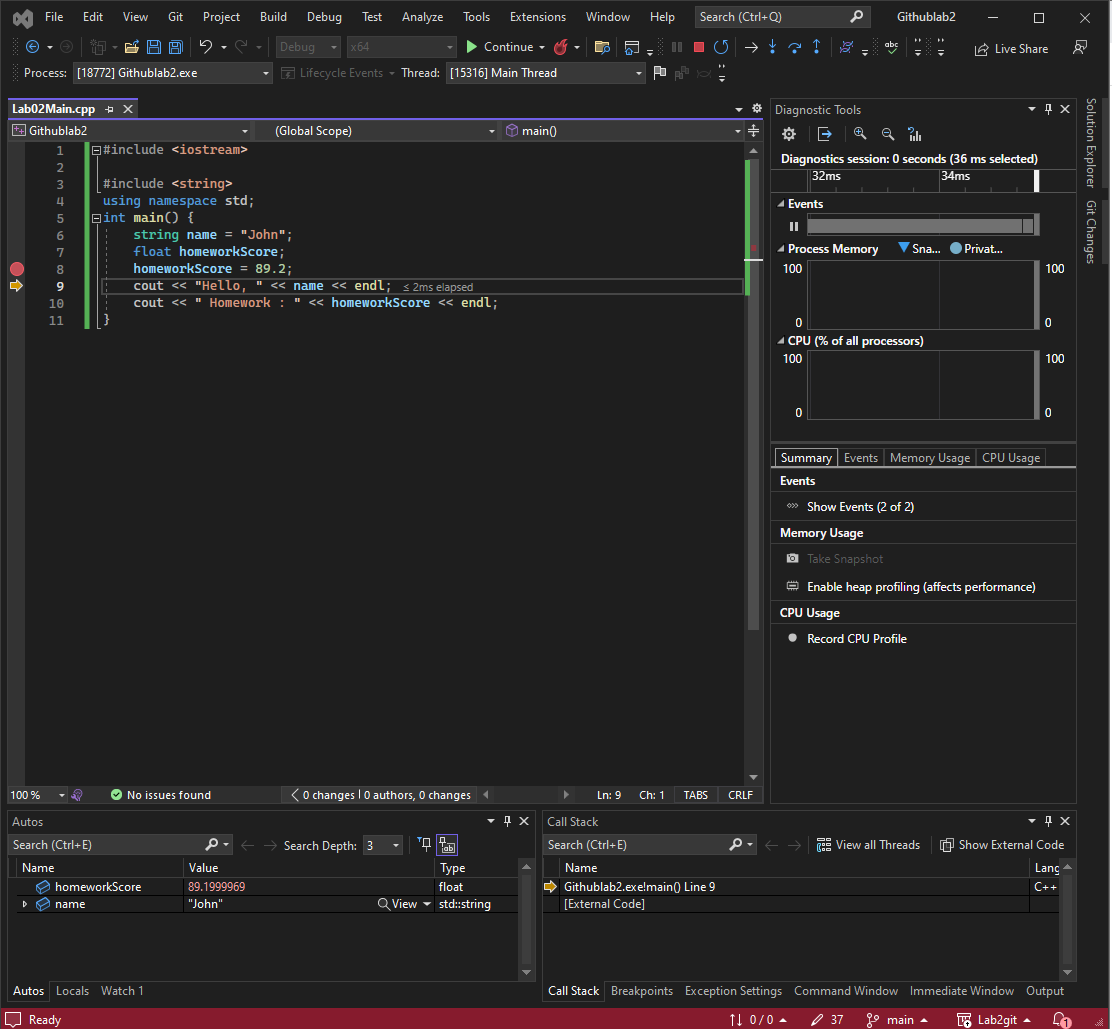 File Edit View Git Project Build Debug Test Analyze Tools Extensions Window Help Search (Ctrl+Q) Githublab2
Debug x64 Continue Live Share
Process: [18772] Githublab2.exe Lifecycle Events Thread: [15316] Main Thread
Lab02Main.cpp
Githublab2 (Global Scope) main()
1 #include <iostream>
2
3 #include <string>
4 using namespace std;
5 int main() {
6 string name = "John";
7 float homeworkScore;
8 homeworkScore = 89.2;
9 cout << "Hello, " << name << endl; ≤ 2ms elapsed
10 cout << " Homework : " << homeworkScore << endl;
11 }
100 % No issues found 0 changes | 0 authors, 0 changes Ln: 9 Ch: 1 TABS CRLF
Diagnostic Tools
Diagnostics session: 0 seconds (36 ms selected)
32ms 34ms
Events
Process Memory Sna... Privat...
100 100
0 0
CPU (% of all processors)
100 100
0 0
Summary Events Memory Usage CPU Usage
Events
Show Events (2 of 2)
Memory Usage
Take Snapshot
Enable heap profiling (affects performance)
CPU Usage
Record CPU Profile
Solution Explorer
Git Changes
Autos
Search (Ctrl+E) Search Depth: 3
Name Value Type
homeworkScore 89.1999969 float
name "John" View std::string
Autos Locals Watch 1
Call Stack
Search (Ctrl+E) View all Threads Show External Code
Name Lang
Githublab2.exe!main() Line 9 C++
[External Code]
Call Stack Breakpoints Exception Settings Command Window Immediate Window Output
Ready 0 / 0 37 main Lab2git 1